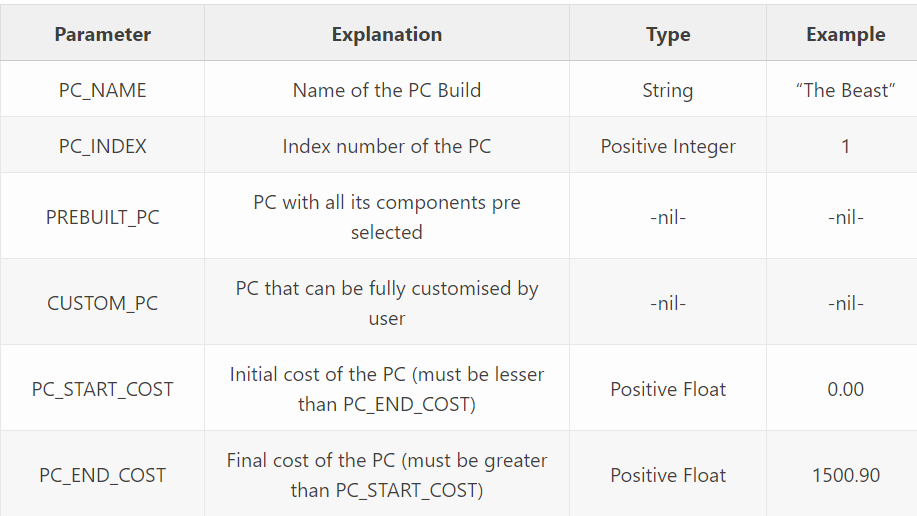 Parameter Explanation Type Example
PC_NAME Name of the PC Build String “The Beast”
PC_INDEX Index number of the PC Positive Integer 1
PREBUILT_PC PC with all its components pre
selected -nil- -nil-
CUSTOM_PC PC that can be fully customised by
user -nil- -nil-
PC_START_COST Initial cost of the PC (must be lesser
than PC_END_COST) Positive Float 0.00
PC_END_COST Final cost of the PC (must be greater
than PC_START_COST) Positive Float 1500.90